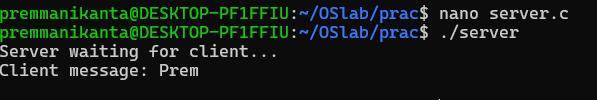 premmanikanta@DESKTOP-PF1FFIU:~/OSlab/prac$ nano server.c
premmanikanta@DESKTOP-PF1FFIU:~/OSlab/prac$ ./server
Server waiting for client...
Client message: Prem